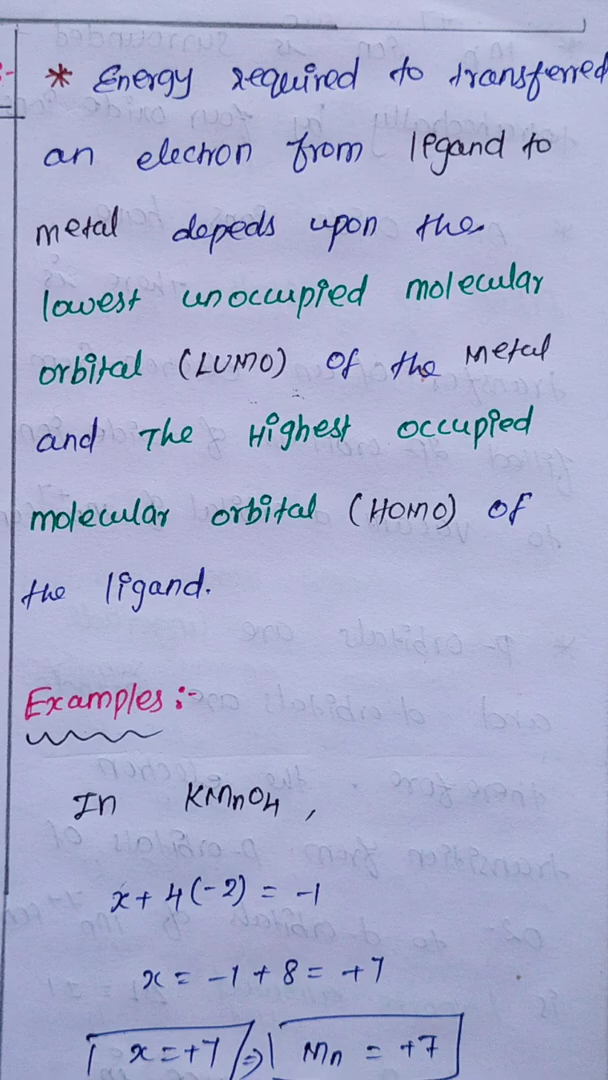 * Energy required to transferred
an electron from ligand to
metal depeds upon the
lowest unoccupied molecular
orbital (LUMO) of the metal
and The Highest occupied
molecular orbital (HOMO) of
the ligand.
Examples :-
In KMnO4,
x + 4(-2) = -1
x = -1 + 8 = +7
x = +7 ⇒ Mn = +7